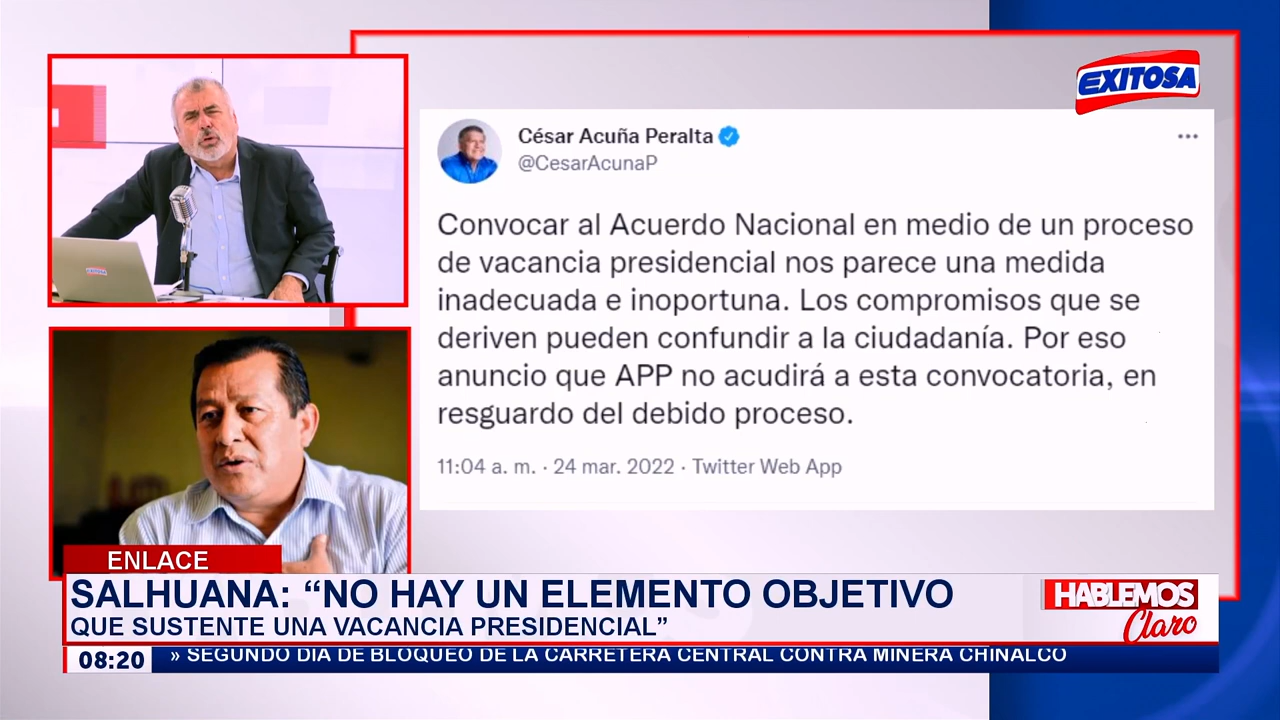 EXITOSA
César Acuña Peralta
@CesarAcunaP
Convocar al Acuerdo Nacional en medio de un proceso
de vacancia presidencial nos parece una medida
inadecuada e inoportuna. Los compromisos que se
deriven pueden confundir a la ciudadanía. Por eso
anuncio que APP no acudirá a esta convocatoria, en
resguardo del debido proceso.
11:04 a. m. · 24 mar. 2022 · Twitter Web App
EXITOSA
ENLACE
SALHUANA: “NO HAY UN ELEMENTO OBJETIVO
QUE SUSTENTE UNA VACANCIA PRESIDENCIAL”
HABLEMOS
Claro
08:20
» SEGUNDO DIA DE BLOQUEO DE LA CARRETERA CENTRAL CONTRA MINERA CHINALCO